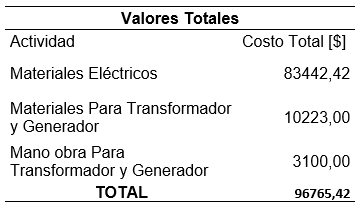 Valores Totales
Actividad Costo Total [$]
Materiales Eléctricos 83442,42
Materiales Para Transformador
y Generador 10223,00
Mano obra Para
Transformador y Generador 3100,00
TOTAL 96765,42